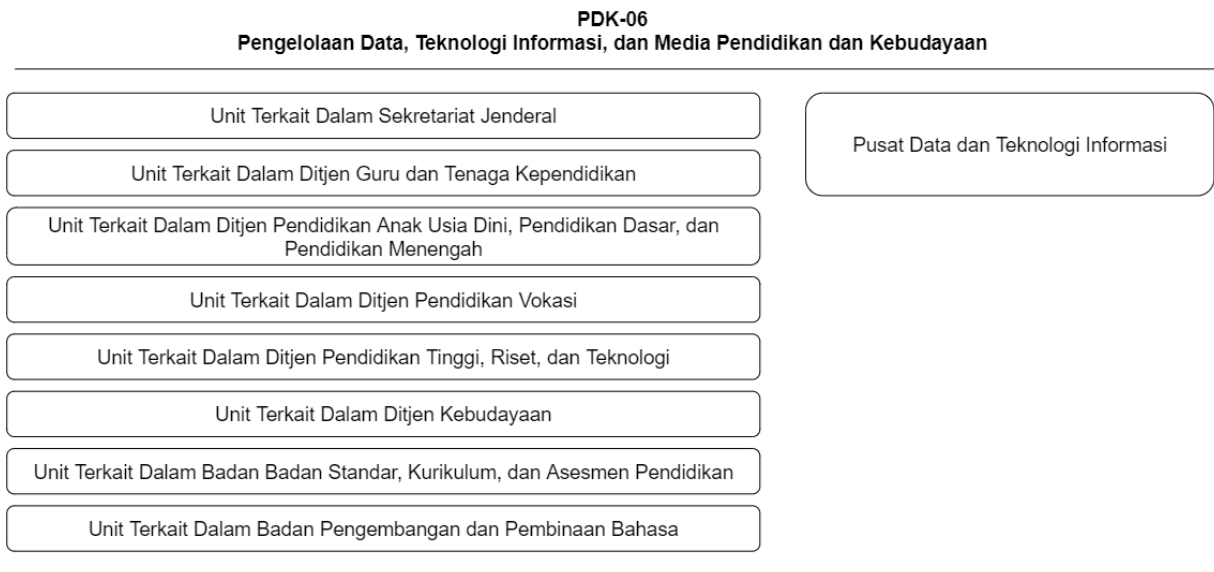 PDK-06
Pengelolaan Data, Teknologi Informasi, dan Media Pendidikan dan Kebudayaan
Unit Terkait Dalam Sekretariat Jenderal
Unit Terkait Dalam Ditjen Guru dan Tenaga Kependidikan
Unit Terkait Dalam Ditjen Pendidikan Anak Usia Dini, Pendidikan Dasar, dan
Pendidikan Menengah
Unit Terkait Dalam Ditjen Pendidikan Vokasi
Unit Terkait Dalam Ditjen Pendidikan Tinggi, Riset, dan Teknologi
Unit Terkait Dalam Ditjen Kebudayaan
Unit Terkait Dalam Badan Badan Standar, Kurikulum, dan Asesmen Pendidikan
Unit Terkait Dalam Badan Pengembangan dan Pembinaan Bahasa
Pusat Data dan Teknologi Informasi